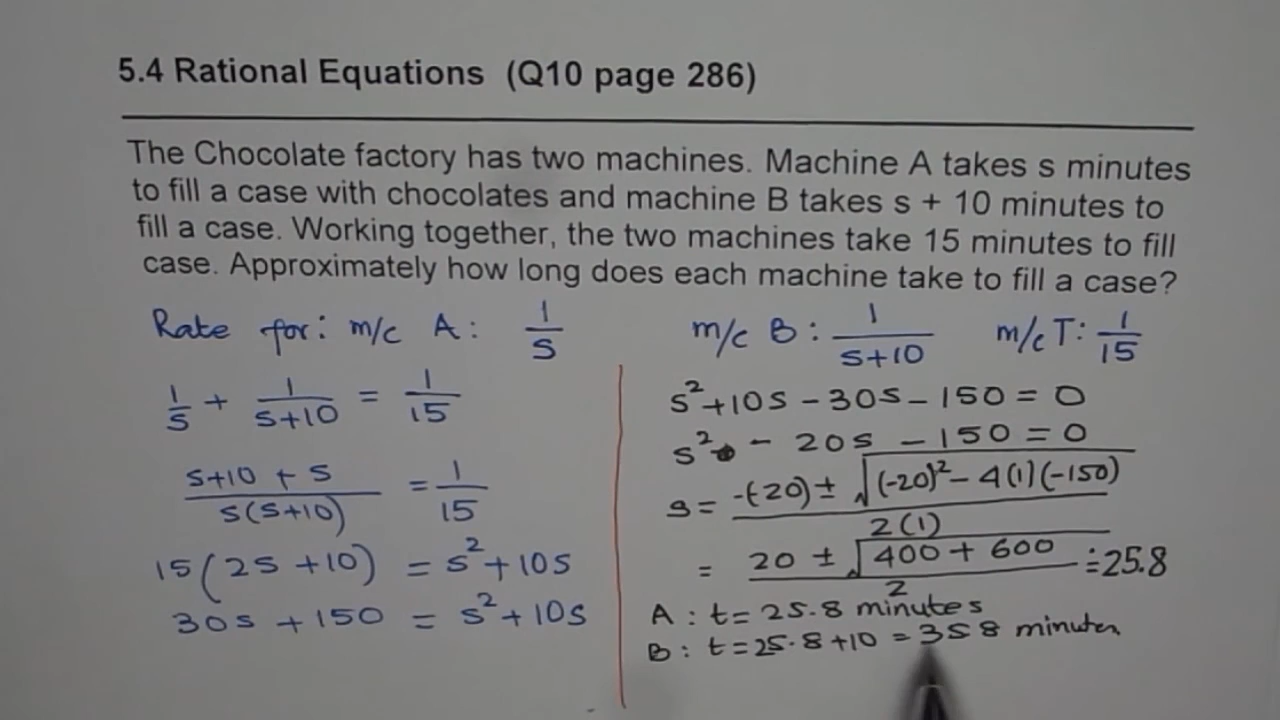 5.4 Rational Equations (Q10 page 286)
The Chocolate factory has two machines. Machine A takes s minutes
to fill a case with chocolates and machine B takes s + 10 minutes to
fill a case. Working together, the two machines take 15 minutes to fill
case. Approximately how long does each machine take to fill a case?
Rate for: m/c A: 1/s m/c B: 1/(s+10) m/c T: 1/15
1/s + 1/(s+10) = 1/15
(s+10 + s)/(s(s+10)) = 1/15
15(2s+10) = s²+10s
30s + 150 = s²+10s
s²+10s - 30s - 150 = 0
s² - 20s - 150 = 0
s = (-(-20) ± √((-20)² - 4(1)(-150)))/(2(1))
= (20 ± √(400 + 600))/2 = 25.8
A: t = 25.8 minutes
B: t = 25.8 + 10 = 35 8 minutes